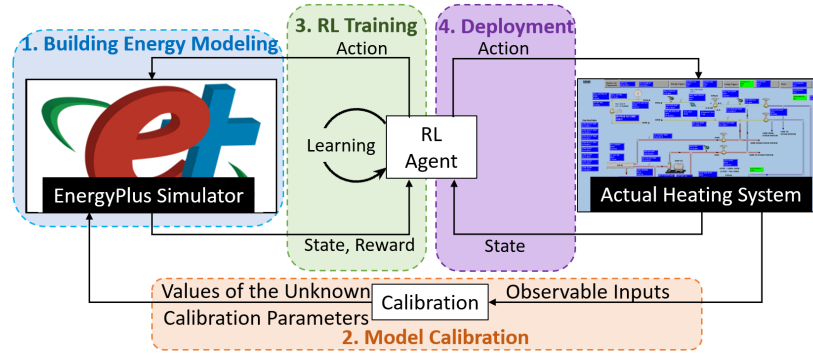 1. Building Energy Modeling
3. RL Training
4. Deployment
Action
Action
Learning
RL
Agent
EnergyPlus Simulator
Actual Heating System
State, Reward
State
Values of the Unknown
Calibration Parameters
Calibration
Observable Inputs
2. Model Calibration